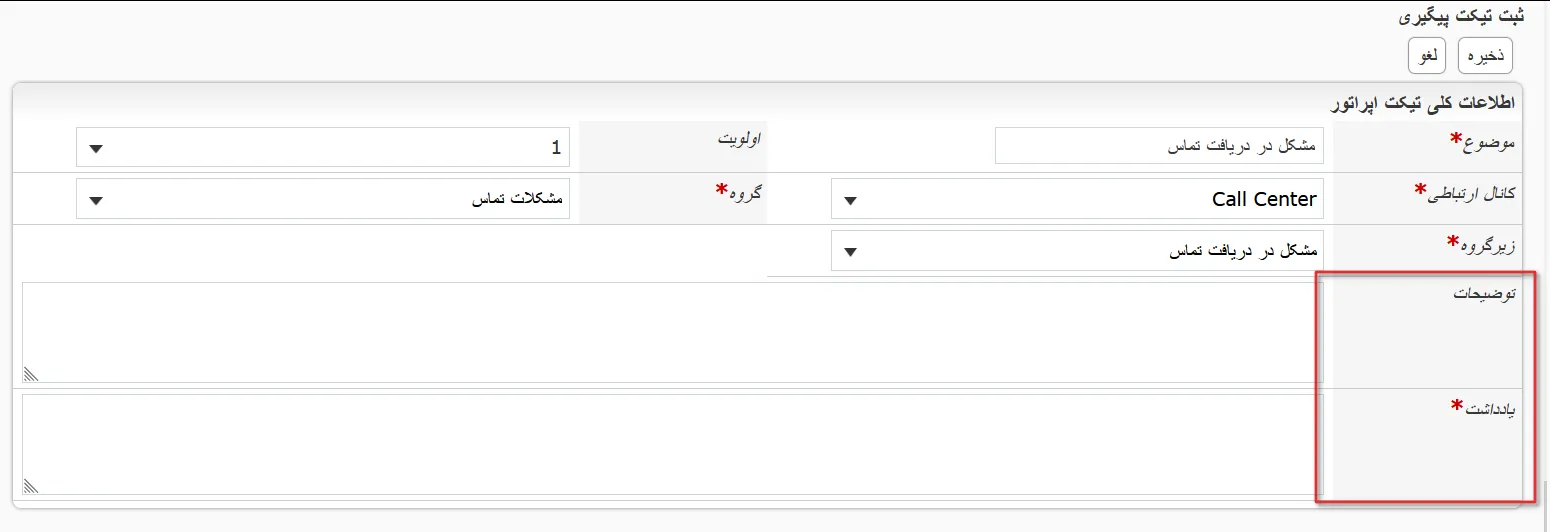 ثبت تیکت پیگیری
ذخیره لغو
اطلاعات کلی تیکت اپراتور
موضوع* مشکل در دریافت تماس اولویت 1
کانال ارتباطی* Call Center گروه* مشکلات تماس
زیرگروه* مشکل در دریافت تماس
توضیحات
یادداشت*